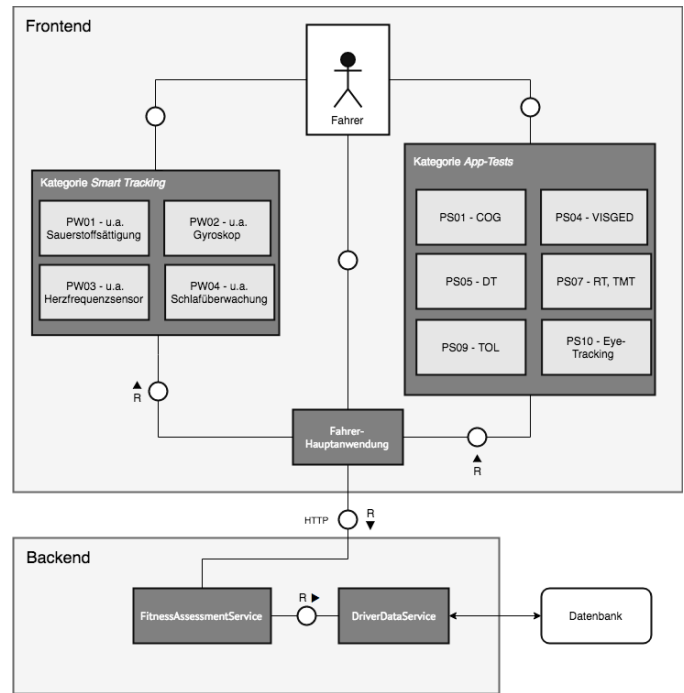 Frontend
Fahrer
Kategorie Smart Tracking
PW01 - u.a.
Sauerstoffsättigung
PW02 - u.a.
Gyroskop
PW03 - u.a.
Herzfrequenzsensor
PW04 - u.a.
Schlafüberwachung
Kategorie App-Tests
PS01 - COG
PS04 - VISGED
PS05 - DT
PS07 - RT, TMT
PS09 - TOL
PS10 - Eye-
Tracking
R
Fahrer-
Hauptanwendung
R
HTTP
R
Backend
FitnessAssessmentService
R
DriverDataService
Datenbank